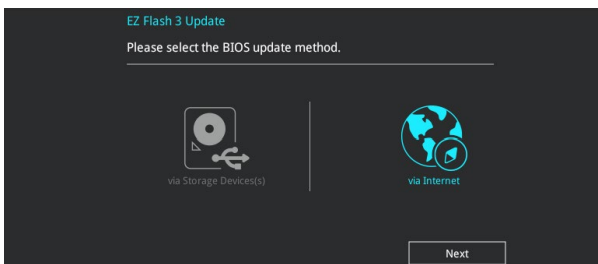 EZ Flash 3 Update
Please select the BIOS update method.
via Storage Devices(s)
via Internet
Next